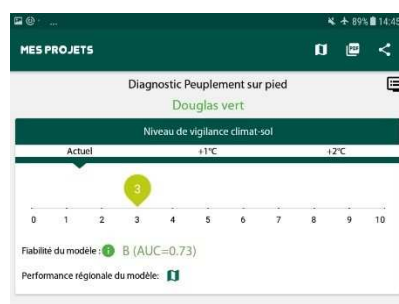 89% 14:45
MES PROJETS
PDF
Diagnostic Peuplement sur pied
Douglas vert
Niveau de vigilance climat-sol
Actuel +1°C +2°C
3
0 1 2 3 4 5 6 7 8 9 10
Fiabilité du modèle : B (AUC=0.73)
Performance régionale du modèle: